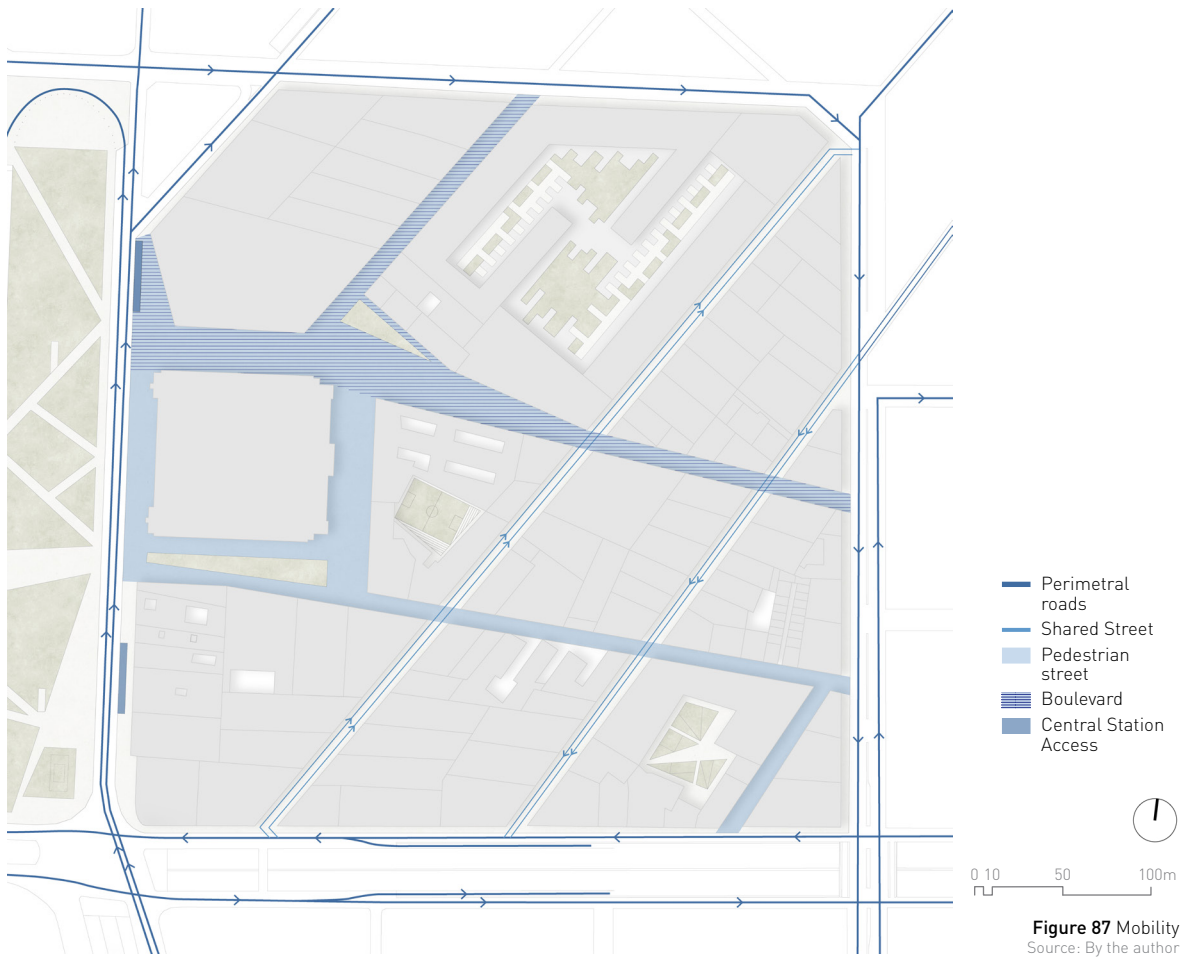 Perimetral
roads
Shared Street
Pedestrian
street
Boulevard
Central Station
Access
0 10 50 100m
Figure 87 Mobility
Source: By the author